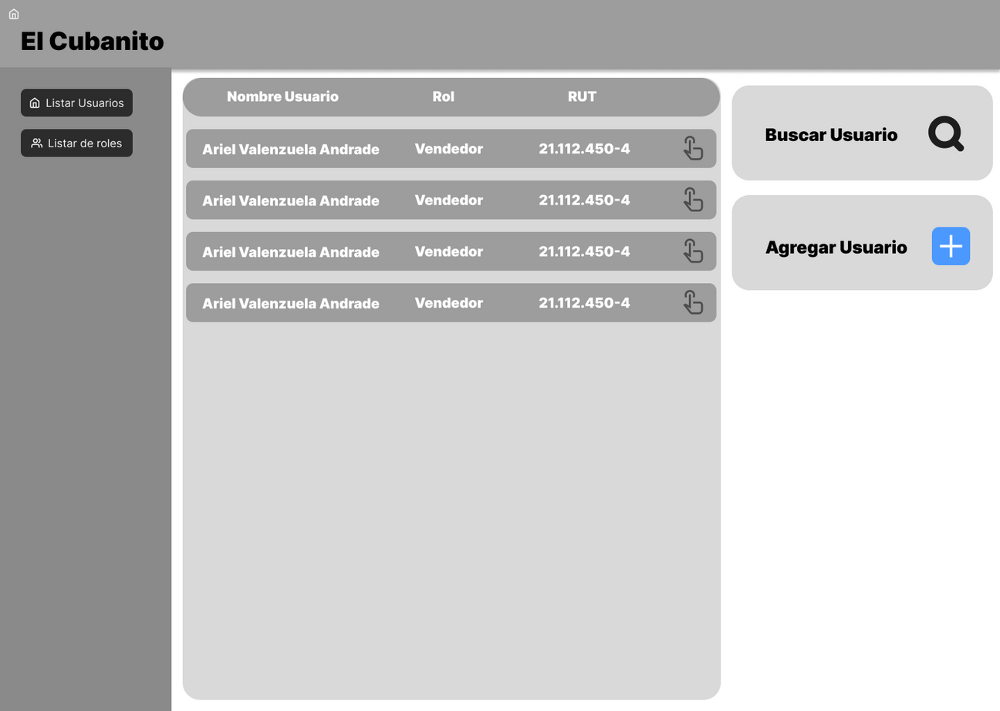 El Cubanito
Listar Usuarios
Listar de roles
Nombre Usuario Rol RUT
Ariel Valenzuela Andrade Vendedor 21.112.450-4
Ariel Valenzuela Andrade Vendedor 21.112.450-4
Ariel Valenzuela Andrade Vendedor 21.112.450-4
Ariel Valenzuela Andrade Vendedor 21.112.450-4
Buscar Usuario
Agregar Usuario